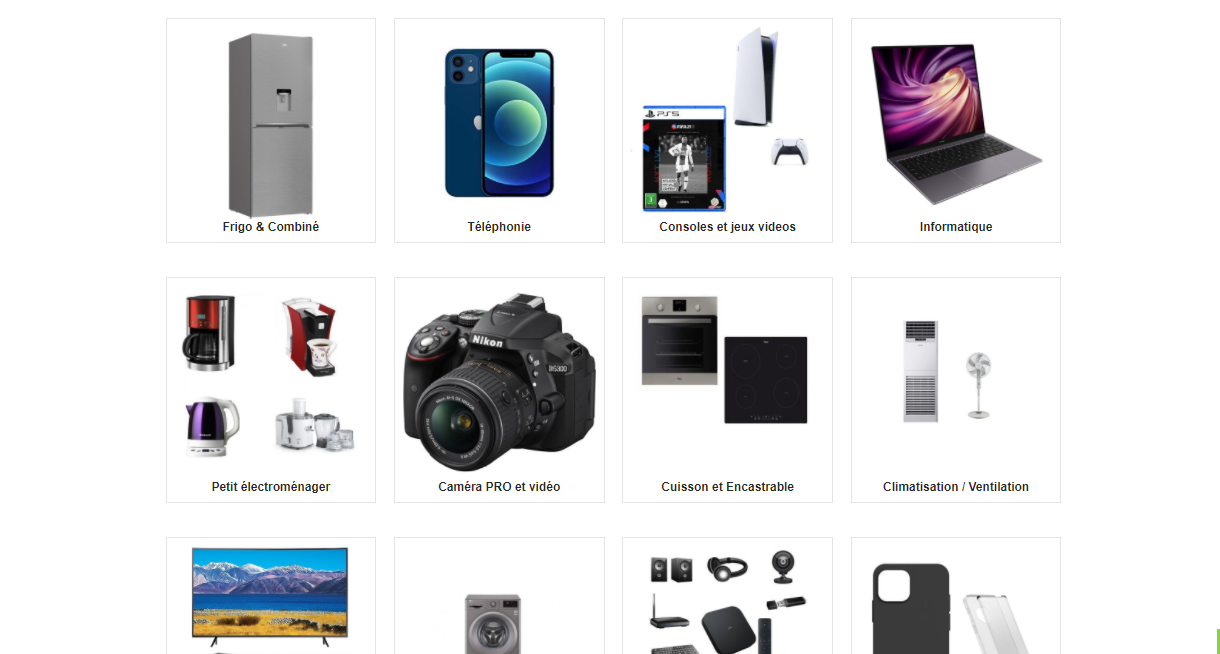 PS5
FIFA 21
3
Frigo & Combiné
Téléphonie
Consoles et jeux videos
Informatique
Nikon
D5300
Petit électroménager
Caméra PRO et vidéo
Cuisson et Encastrable
Climatisation / Ventilation